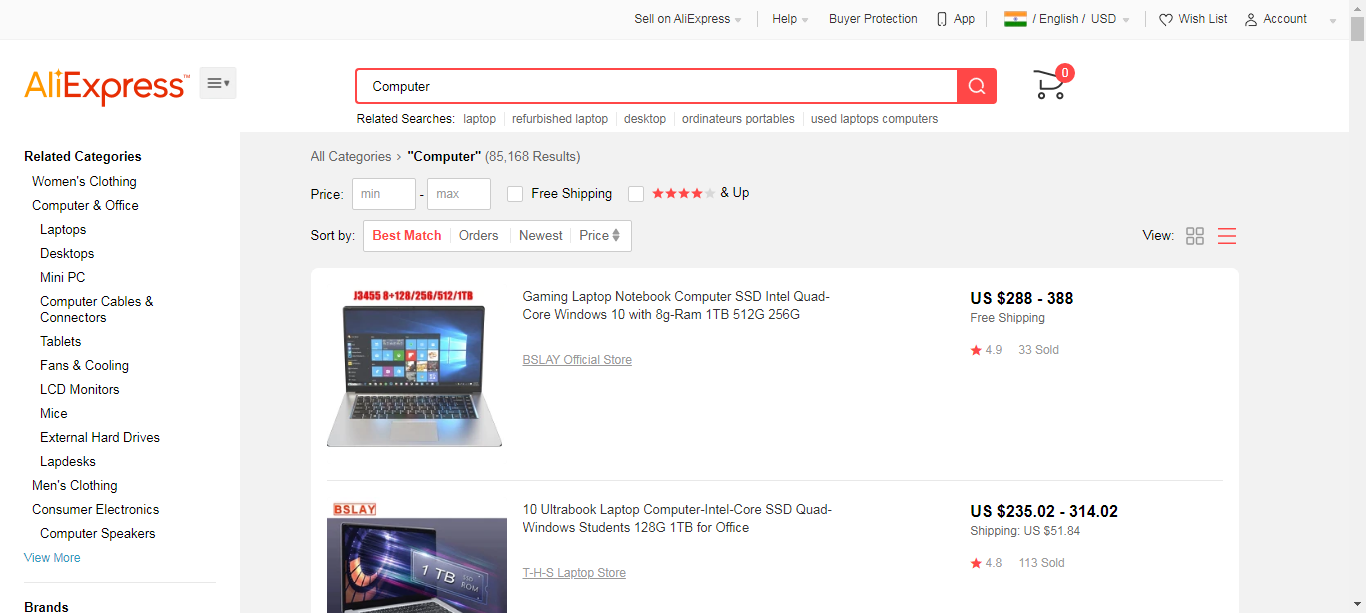 Sell on AliExpress
Help
Buyer Protection
App
/ English / USD
Wish List
Account
AliExpress™
Computer
0
Related Searches: laptop refurbished laptop desktop ordinateurs portables used laptops computers
Related Categories
Women's Clothing
Computer & Office
Laptops
Desktops
Mini PC
Computer Cables &
Connectors
Tablets
Fans & Cooling
LCD Monitors
Mice
External Hard Drives
Lapdesks
Men's Clothing
Consumer Electronics
Computer Speakers
View More
Brands
All Categories › "Computer" (85,168 Results)
Price: min - max Free Shipping & Up
Sort by: Best Match Orders Newest Price
View:
J3455 8+128/256/512/1TB
Gaming Laptop Notebook Computer SSD Intel Quad-
Core Windows 10 with 8g-Ram 1TB 512G 256G
BSLAY Official Store
US $288 - 388
Free Shipping
4.9 33 Sold
BSLAY
1 TB SSD
ROM
10 Ultrabook Laptop Computer-Intel-Core SSD Quad-
Windows Students 128G 1TB for Office
T-H-S Laptop Store
US $235.02 - 314.02
Shipping: US $51.84
4.8 113 Sold